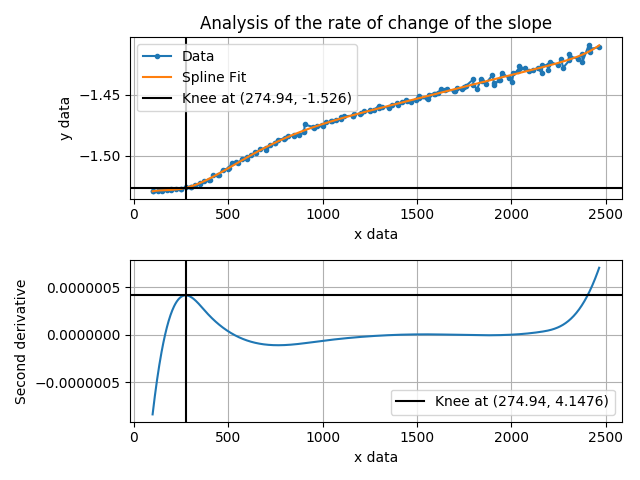 Analysis of the rate of change of the slope
Data
Spline Fit
Knee at (274.94, -1.526)
y data
−1.45
−1.50
0 500 1000 1500 2000 2500
x data
Second derivative
0.0000005
0.0000000
−0.0000005
Knee at (274.94, 4.1476)
0 500 1000 1500 2000 2500
x data